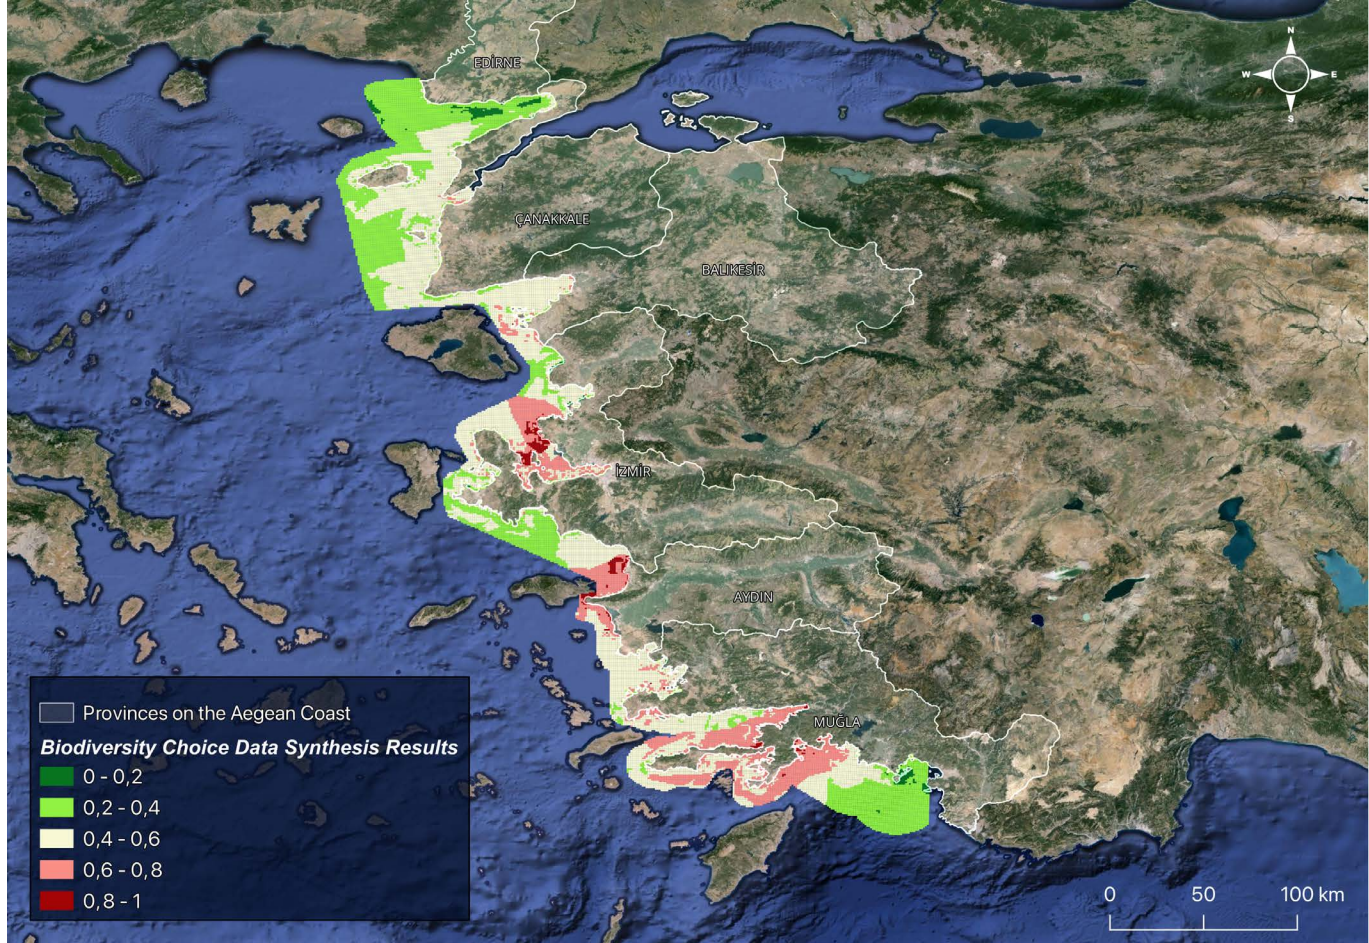 N
W E
S
EDİRNE
ÇANAKKALE
BALIKESİR
İZMİR
AYDIN
MUĞLA
Provinces on the Aegean Coast
Biodiversity Choice Data Synthesis Results
0 - 0,2
0,2 - 0,4
0,4 - 0,6
0,6 - 0,8
0,8 - 1
0 50 100 km